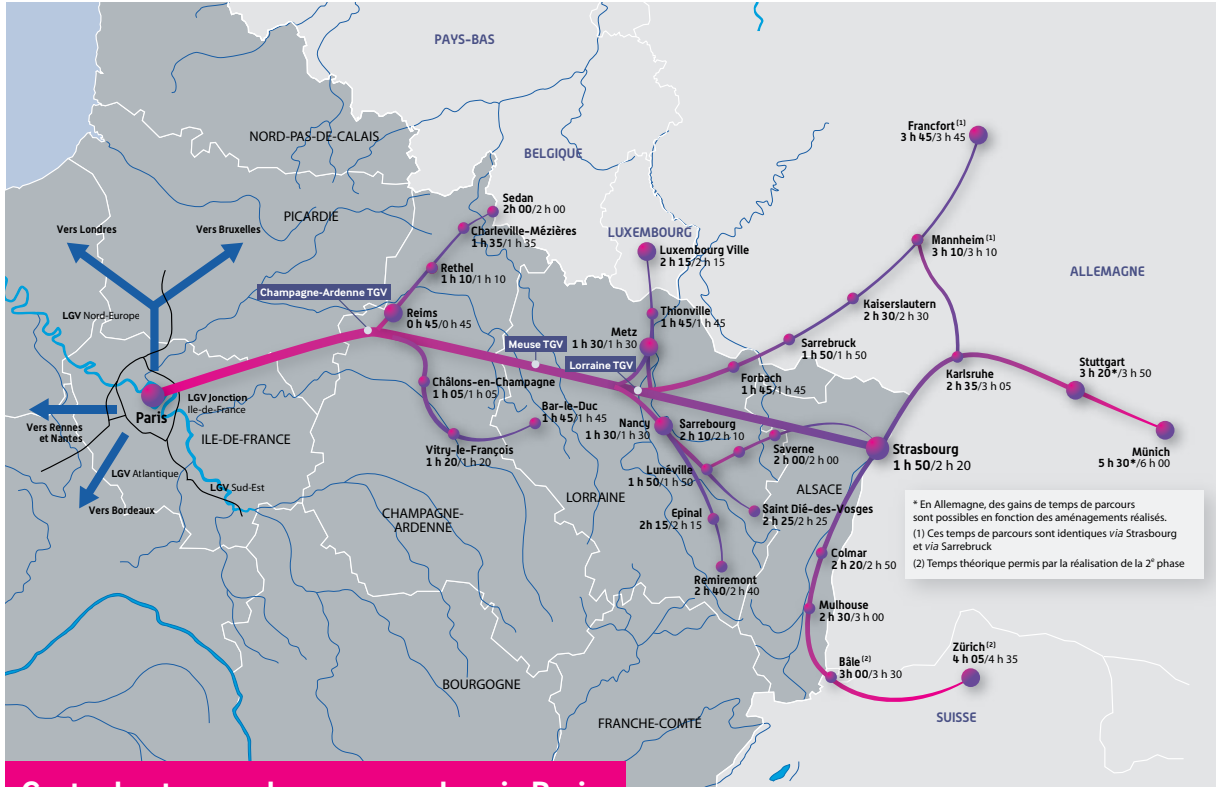 PAYS-BAS
Francfort (1)
3 h 45/3 h 45
NORD-PAS-DE-CALAIS
BELGIQUE
Sedan
2h 00/2 h 00
PICARDIE
Charleville-Mézières
1 h 35/1 h 35
LUXEMBOURG
Luxembourg Ville
2 h 15/2 h 15
Mannheim (1)
3 h 10/3 h 10
ALLEMAGNE
Vers Londres
Vers Bruxelles
Rethel
1 h 10/1 h 10
Champagne-Ardenne TGV
Kaiserslautern
2 h 30/2 h 30
LGV Nord-Europe
Reims
0 h 45/0 h 45
Thionville
1 h 45/1 h 45
Metz
1 h 30/1 h 30
Meuse TGV
Sarrebruck
1 h 50/1 h 50
Lorraine TGV
Forbach
1 h 45/1 h 45
Karlsruhe
2 h 35/3 h 05
Stuttgart
3 h 20*/3 h 50
Châlons-en-Champagne
1 h 05/1 h 05
LGV Jonction
Ile-de-France
Paris
Bar-le-Duc
1 h 45/1 h 45
Nancy
1 h 30/1 h 30
Sarrebourg
2 h 10/2 h 10
Vers Rennes
et Nantes
ILE-DE-FRANCE
Vitry-le-François
1 h 20/1 h 20
Saverne
2 h 00/2 h 00
Strasbourg
1 h 50/2 h 20
Münich
5 h 30*/6 h 00
LGV Atlantique
LGV Sud-Est
Lunéville
1 h 50/1 h 50
ALSACE
LORRAINE
Vers Bordeaux
CHAMPAGNE-
ARDENNE
Epinal
2h 15/2 h 15
Saint Dié-des-Vosges
2 h 25/2 h 25
* En Allemagne, des gains de temps de parcours
sont possibles en fonction des aménagements réalisés.
(1) Ces temps de parcours sont identiques via Strasbourg
et via Sarrebruck
(2) Temps théorique permis par la réalisation de la 2e phase
Colmar
2 h 20/2 h 50
Remiremont
2 h 40/2 h 40
Mulhouse
2 h 30/3 h 00
Bâle (2)
3h 00/3 h 30
Zürich (2)
4 h 05/4 h 35
BOURGOGNE
FRANCHE-COMTÉ
SUISSE